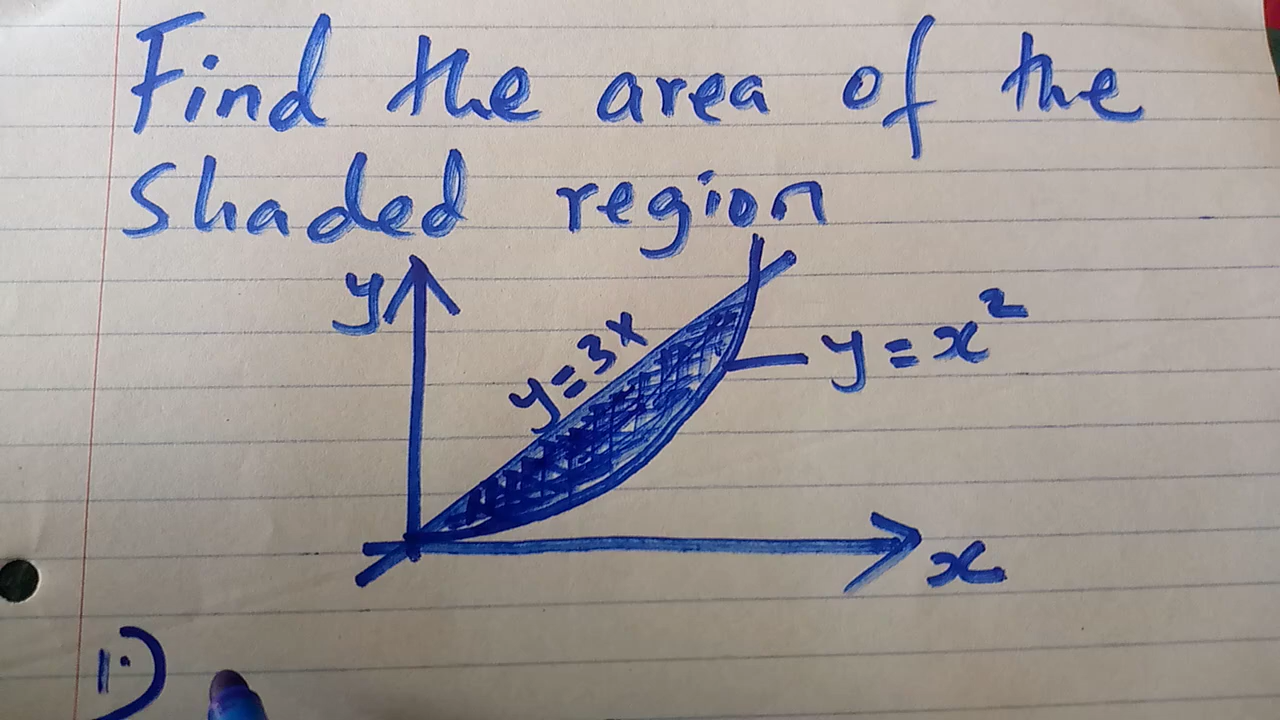 Find the area of the
Shaded region
y
y=3x
y=x²
x
1.)